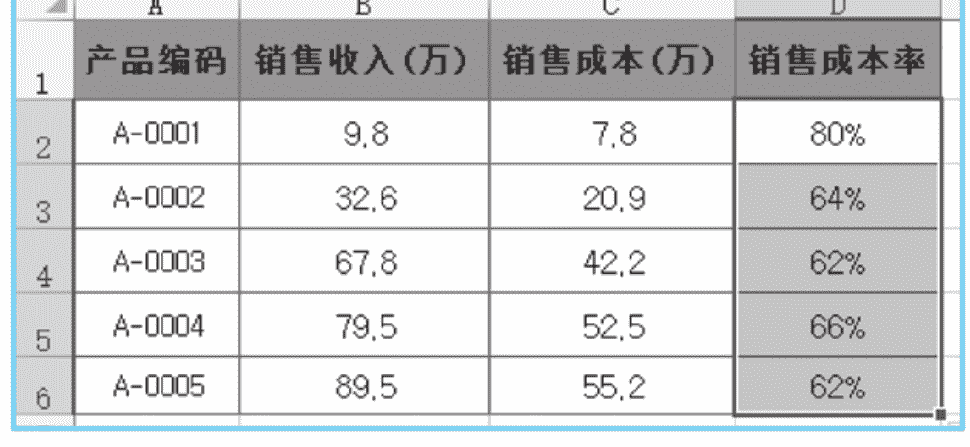 A B C D
1 产品编码 销售收入(万) 销售成本(万) 销售成本率
2 A-0001 9.8 7.8 80%
3 A-0002 32.6 20.9 64%
4 A-0003 67.8 42.2 62%
5 A-0004 79.5 52.5 66%
6 A-0005 89.5 55.2 62%